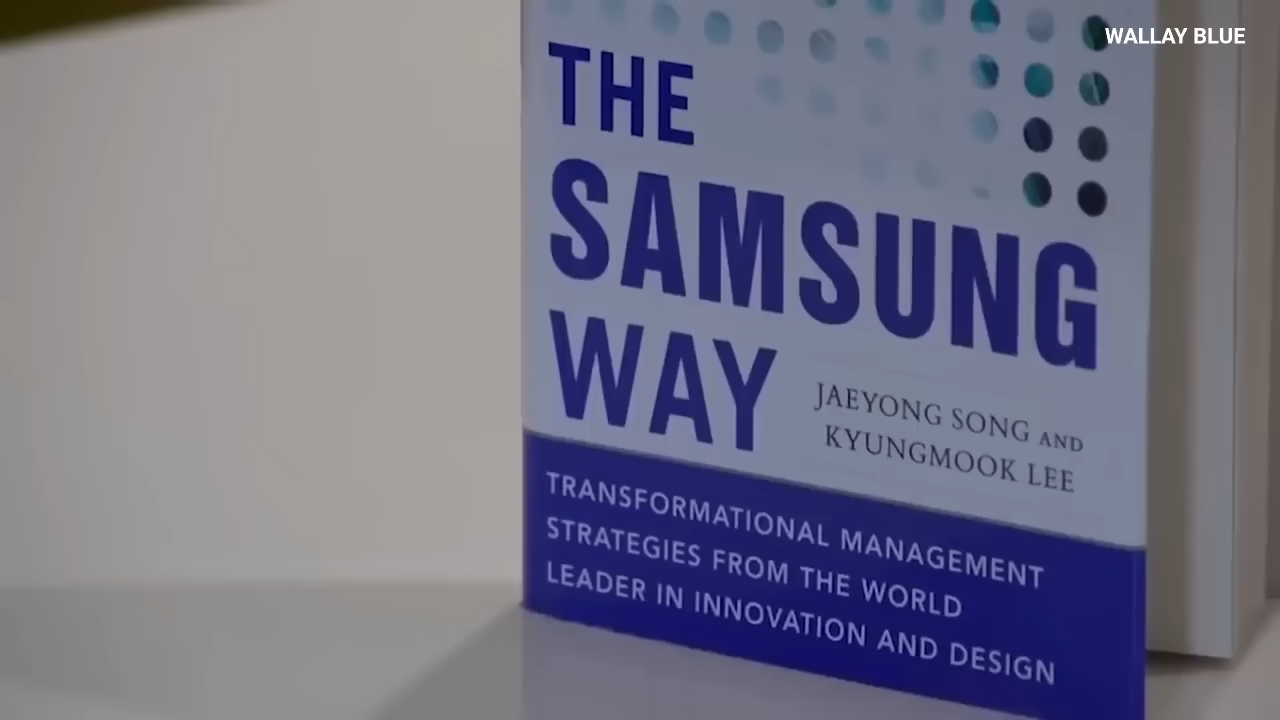 WALLAY BLUE
THE
SAMSUNG
WAY
JAEYONG SONG AND
KYUNGMOOK LEE
TRANSFORMATIONAL MANAGEMENT
STRATEGIES FROM THE WORLD
LEADER IN INNOVATION AND DESIGN